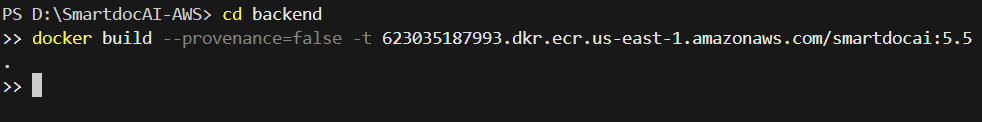 PS D:\SmartdocAI-AWS> cd backend
>> docker build --provenance=false -t 623035187993.dkr.ecr.us-east-1.amazonaws.com/smartdocai:5.5
.
>>